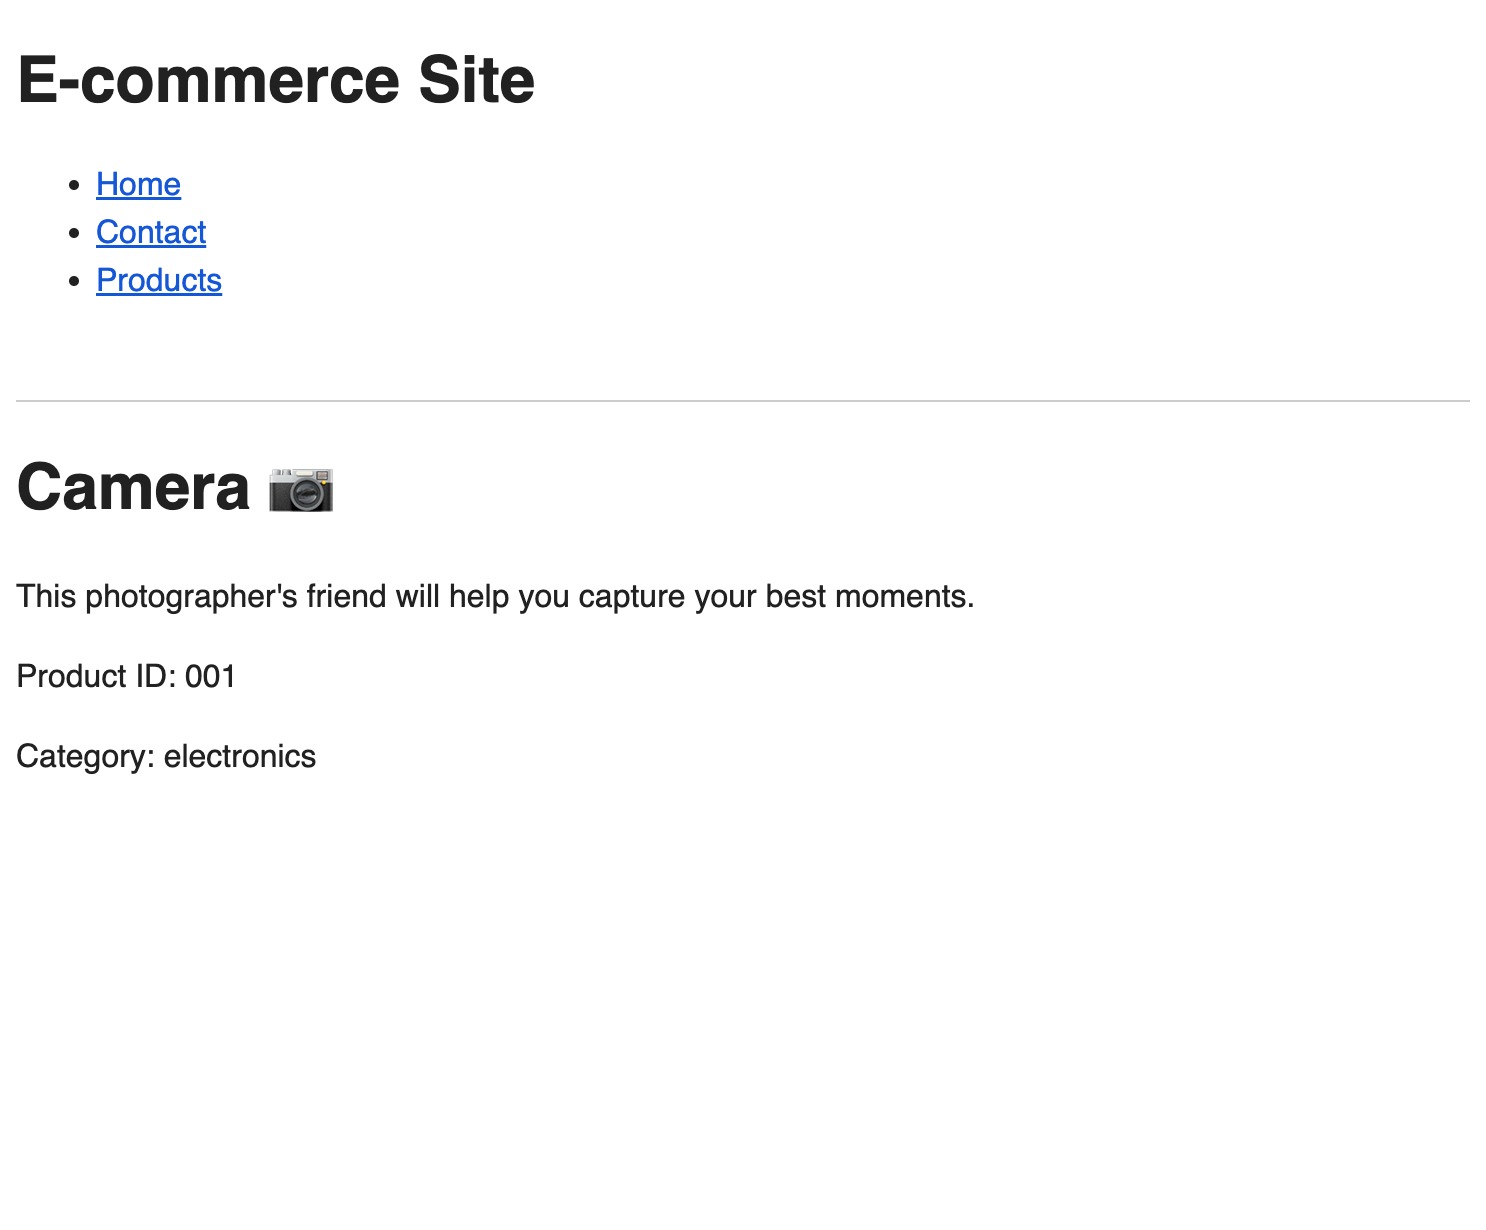 E-commerce Site
Home
Contact
Products
Camera 📷
This photographer's friend will help you capture your best moments.
Product ID: 001
Category: electronics